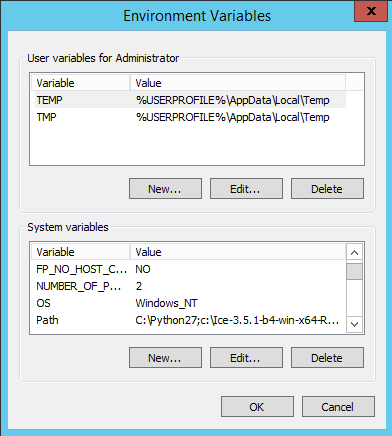 Environment Variables
x
User variables for Administrator
Variable Value
TEMP %USERPROFILE%\AppData\Local\Temp
TMP %USERPROFILE%\AppData\Local\Temp
New... Edit... Delete
System variables
Variable Value
FP_NO_HOST_C... NO
NUMBER_OF_P... 2
OS Windows_NT
Path C:\Python27;c:\Ice-3.5.1-b4-win-x64-R...
New... Edit... Delete
OK Cancel